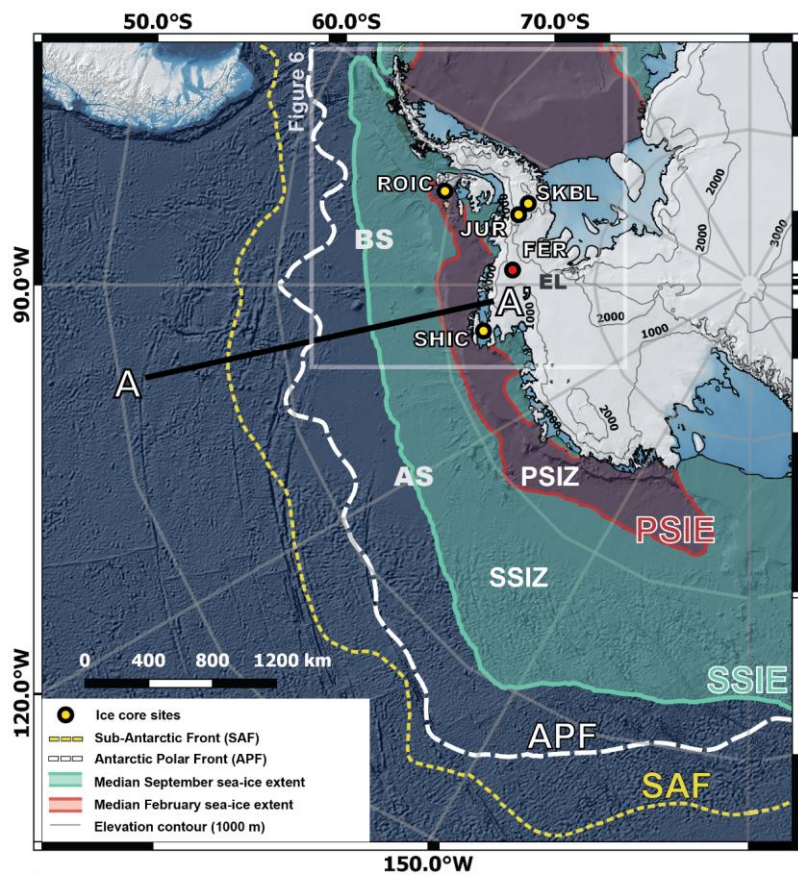 50.0°W 60.0°W 70.0°W
Figure 6
ROIC
SKBL
JUR
FER
BS
EL
90.0°W
A
A'
SHIC
2000
2000
3000
2000
1000
1000
2000
AS
PSIZ
PSIE
SSIZ
0 400 800 1200 km
SSIE
120.0°W
APF
SAF
Ice core sites
Sub-Antarctic Front (SAF)
Antarctic Polar Front (APF)
Median September sea-ice extent
Median February sea-ice extent
Elevation contour (1000 m)
150.0°W